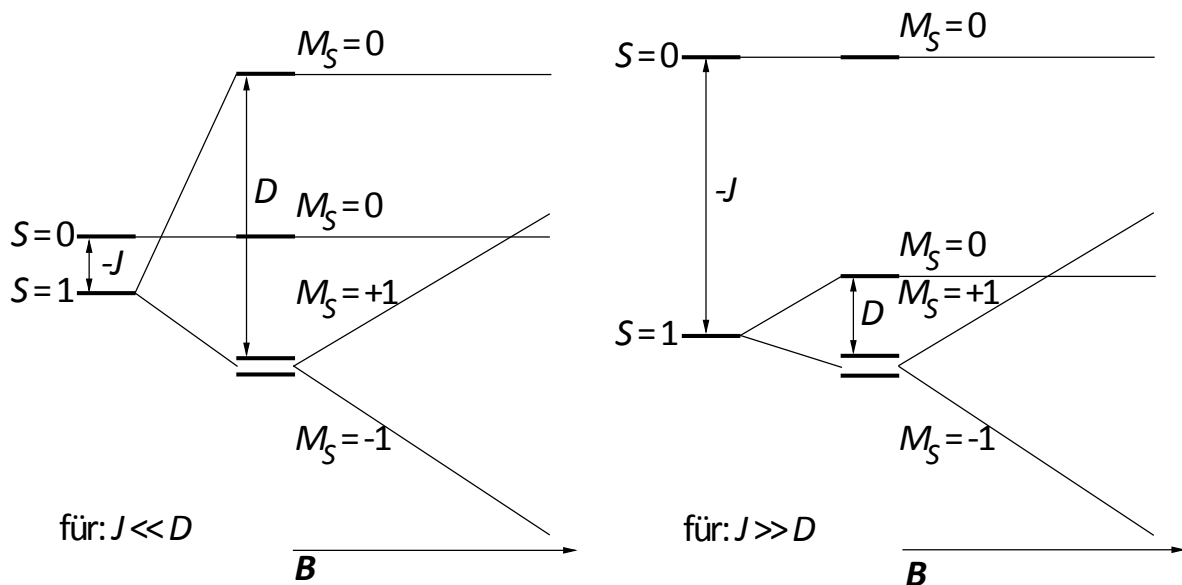 M_S = 0
D
M_S = 0
S = 0
-J
S = 1
M_S = +1
M_S = -1
für: J << D
B
M_S = 0
S = 0
-J
M_S = 0
M_S = +1
D
S = 1
M_S = -1
für: J >> D
B